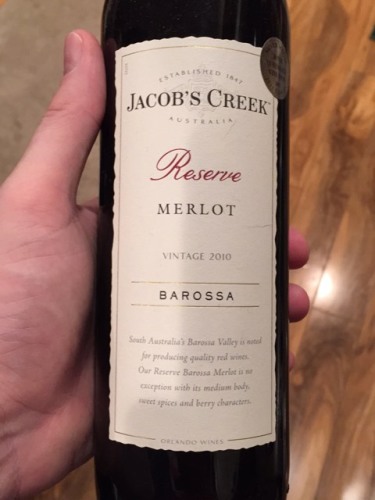 ESTABLISHED 1847
JACOB'S CREEK™
AUSTRALIA
Reserve
MERLOT
VINTAGE 2010
BAROSSA
South Australia's Barossa Valley is noted
for producing quality red wines.
Our Reserve Barossa Merlot is no
exception with its medium body,
sweet spices and berry characters.
ORLANDO WINES